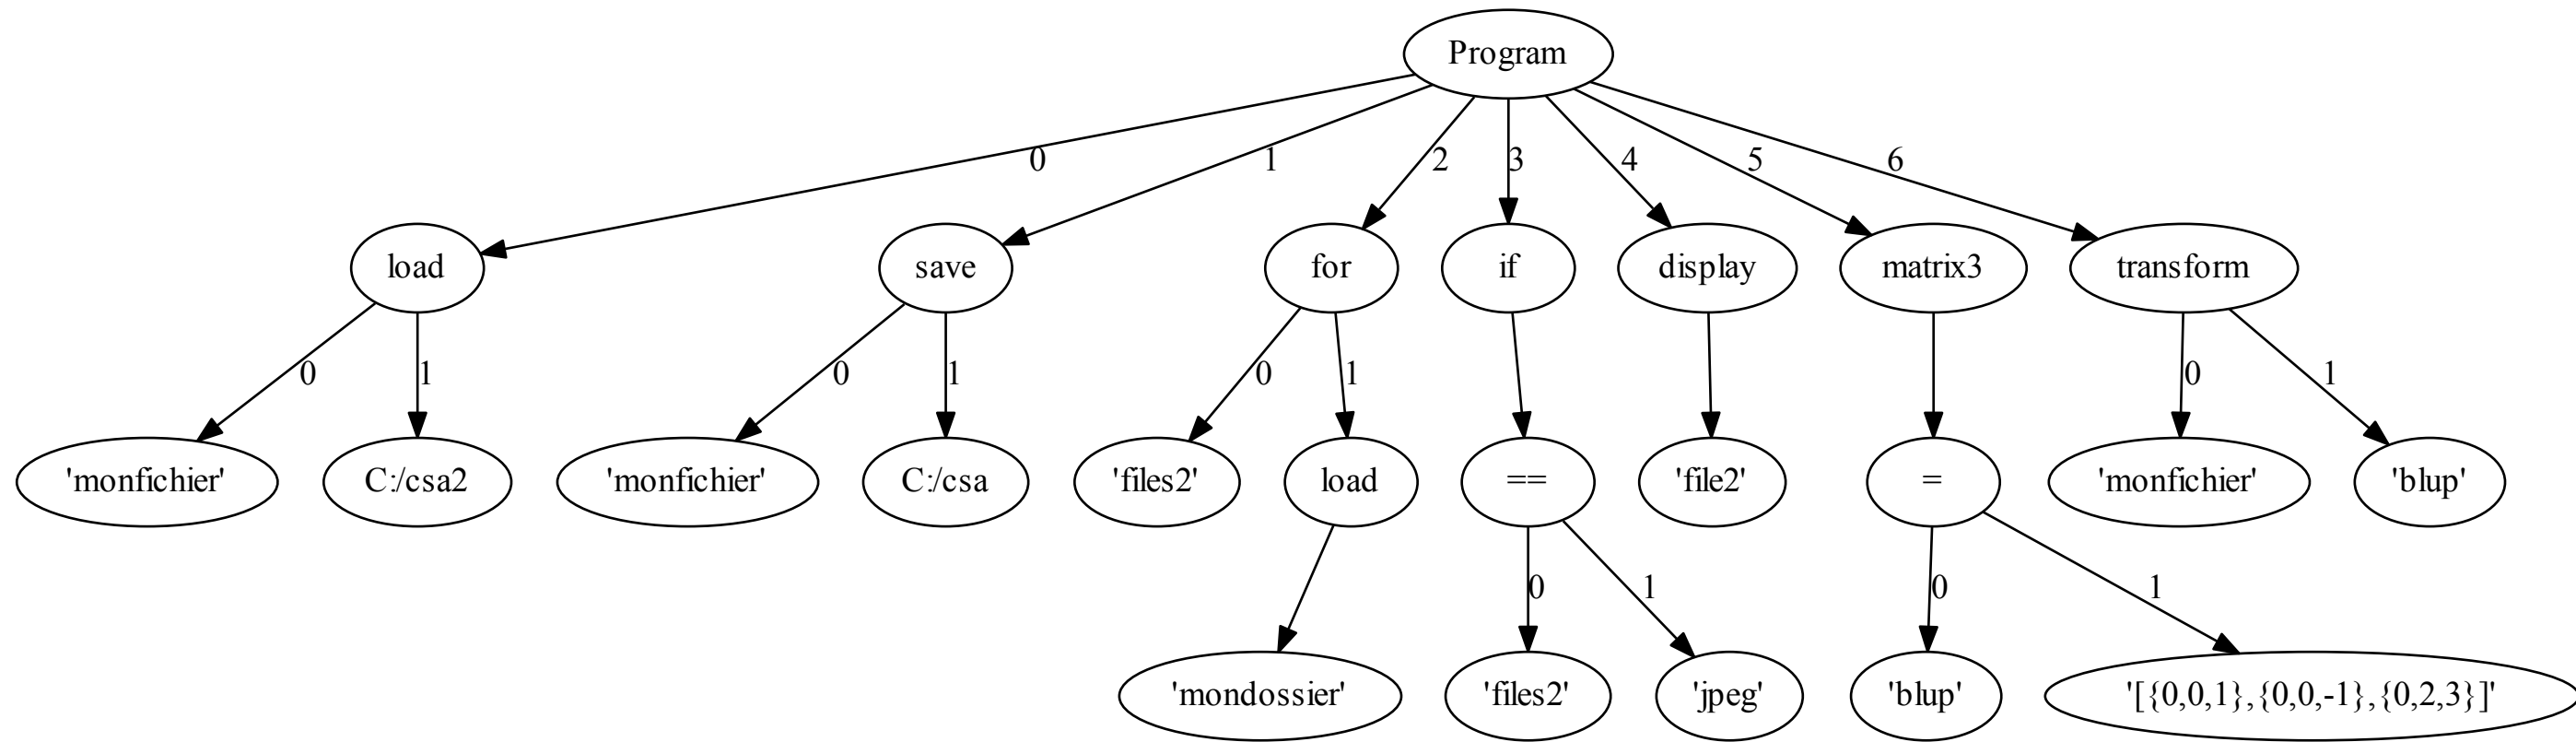 Program
0 1 2 3 4 5 6
load save for if display matrix3 transform
0 1 0 1 0 1 0 1
'monfichier' C:/csa2 'monfichier' C:/csa 'files2' load == 'file2' = 'monfichier' 'blup'
0 1 0 1
'mondossier' 'files2' 'jpeg' 'blup' '[{0,0,1},{0,0,-1},{0,2,3}]'